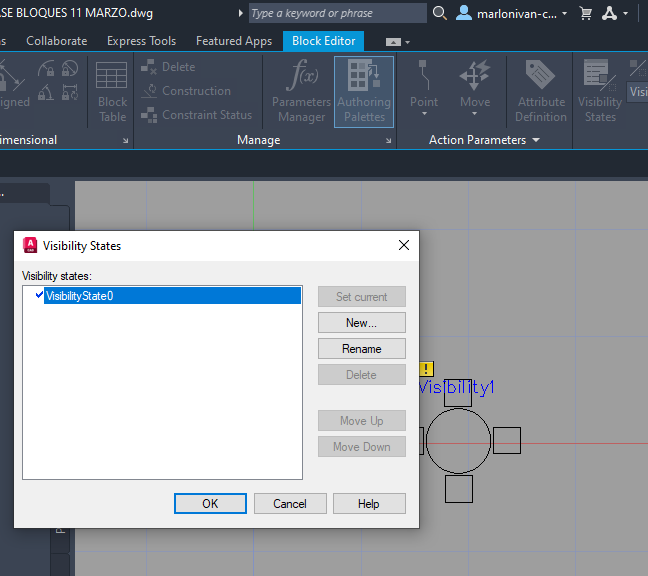 ASE BLOQUES 11 MARZO.dwg
Type a keyword or phrase
marlonivan-c...
Collaborate
Express Tools
Featured Apps
Block Editor
Block
Table
Delete
Construction
Constraint Status
Parameters
Manager
Authoring
Palettes
Point
Move
Attribute
Definition
Visibility
States
Visi
igned
imensional
Manage
Action Parameters
Visibility States
Visibility states:
VisibilityState0
Set current
New...
Rename
Delete
Move Up
Move Down
OK
Cancel
Help
!
Visibility1
P